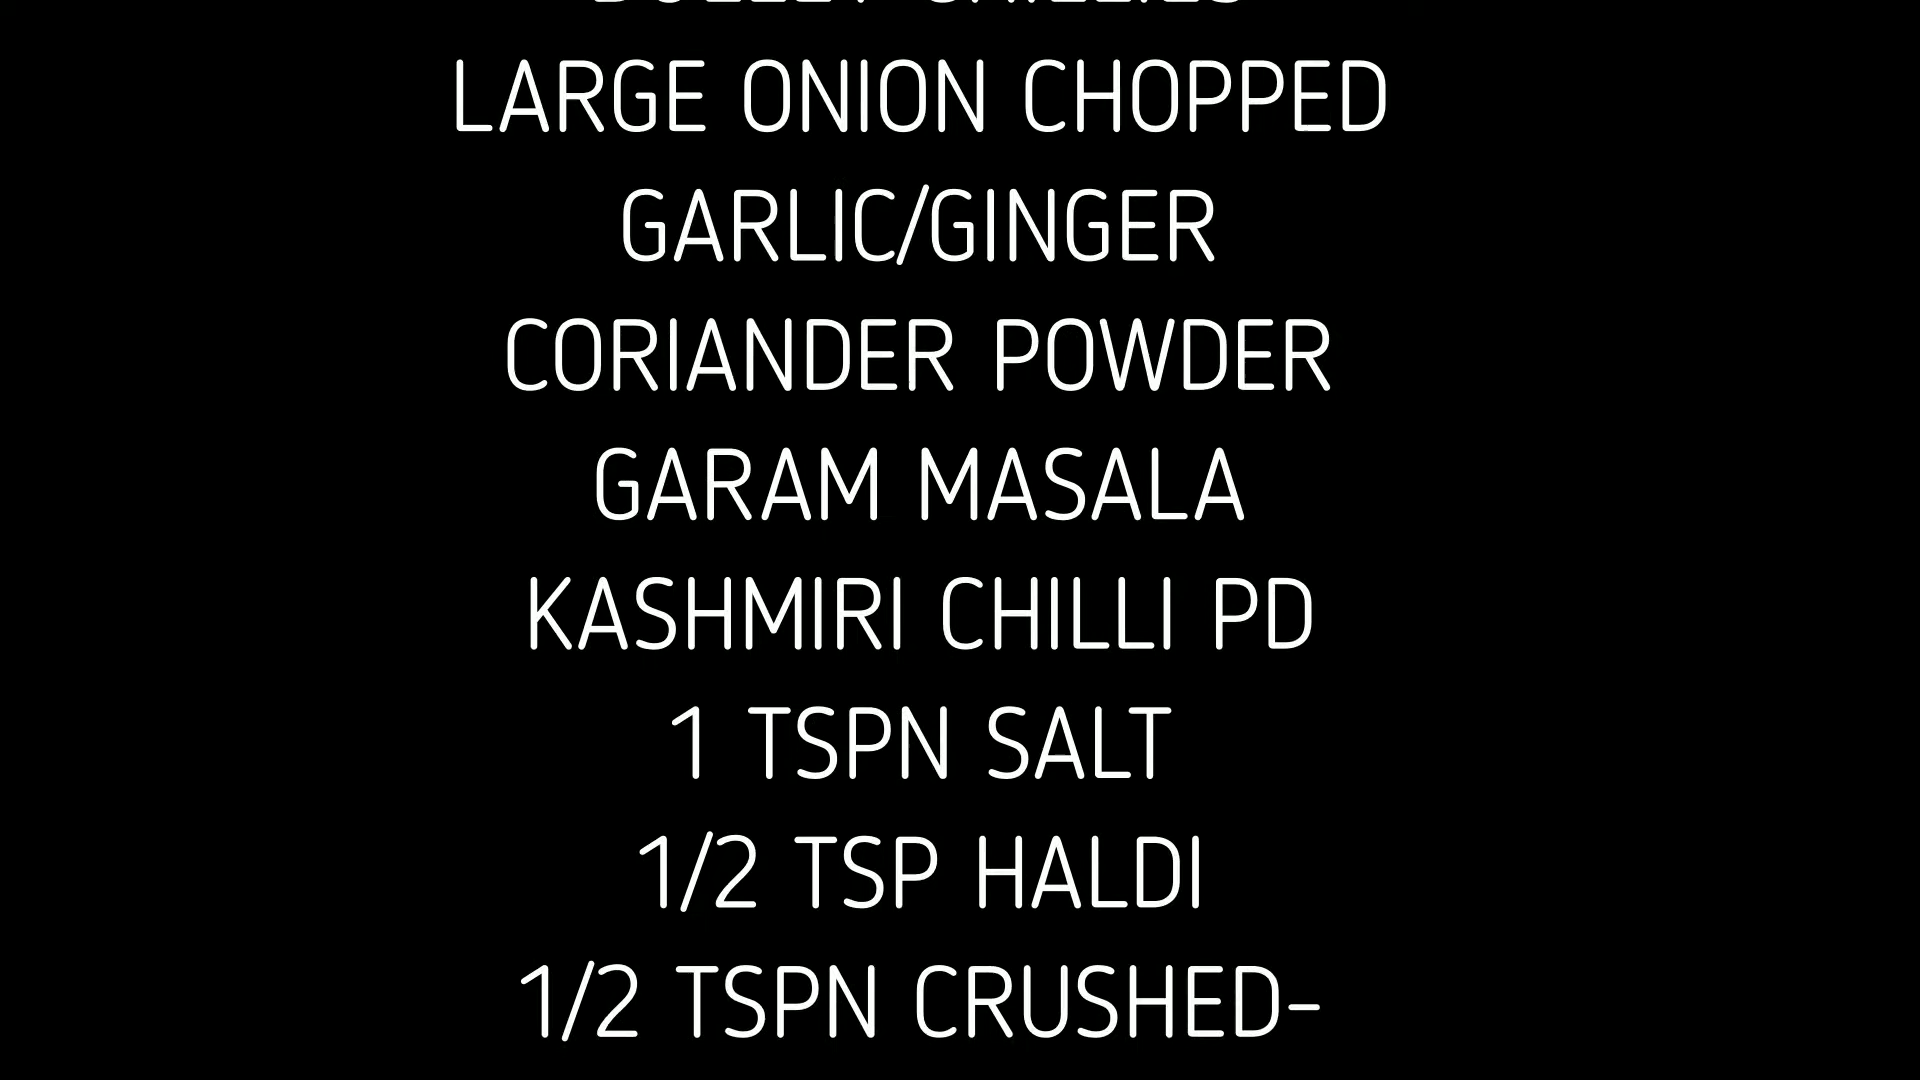 LARGE ONION CHOPPED
GARLIC/GINGER
CORIANDER POWDER
GARAM MASALA
KASHMIRI CHILLI PD
1 TSPN SALT
1/2 TSP HALDI
1/2 TSPN CRUSHED-